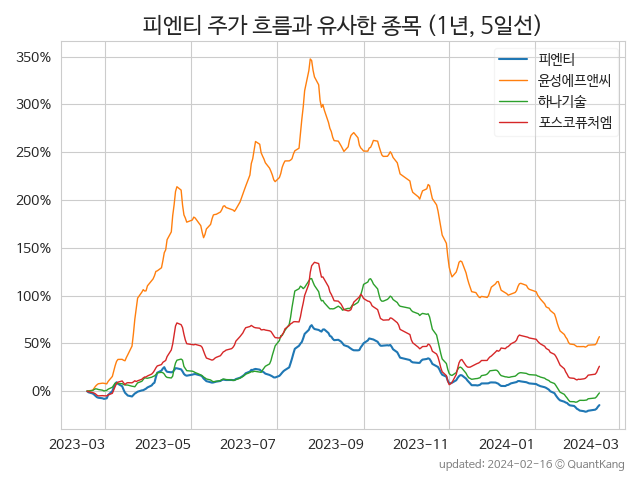 피엔티 주가 흐름과 유사한 종목 (1년, 5일선)
피엔티
윤성에프앤씨
하나기술
포스코퓨처엠
350%
300%
250%
200%
150%
100%
50%
0%
2023-03 2023-05 2023-07 2023-09 2023-11 2024-01 2024-03
updated: 2024-02-16 © QuantKang